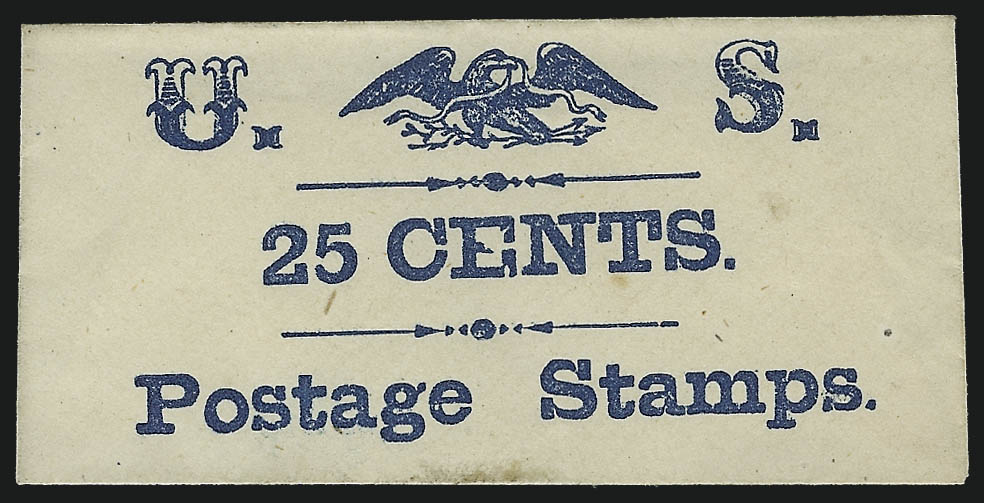 U. S.
25 CENTS.
Postage Stamps.